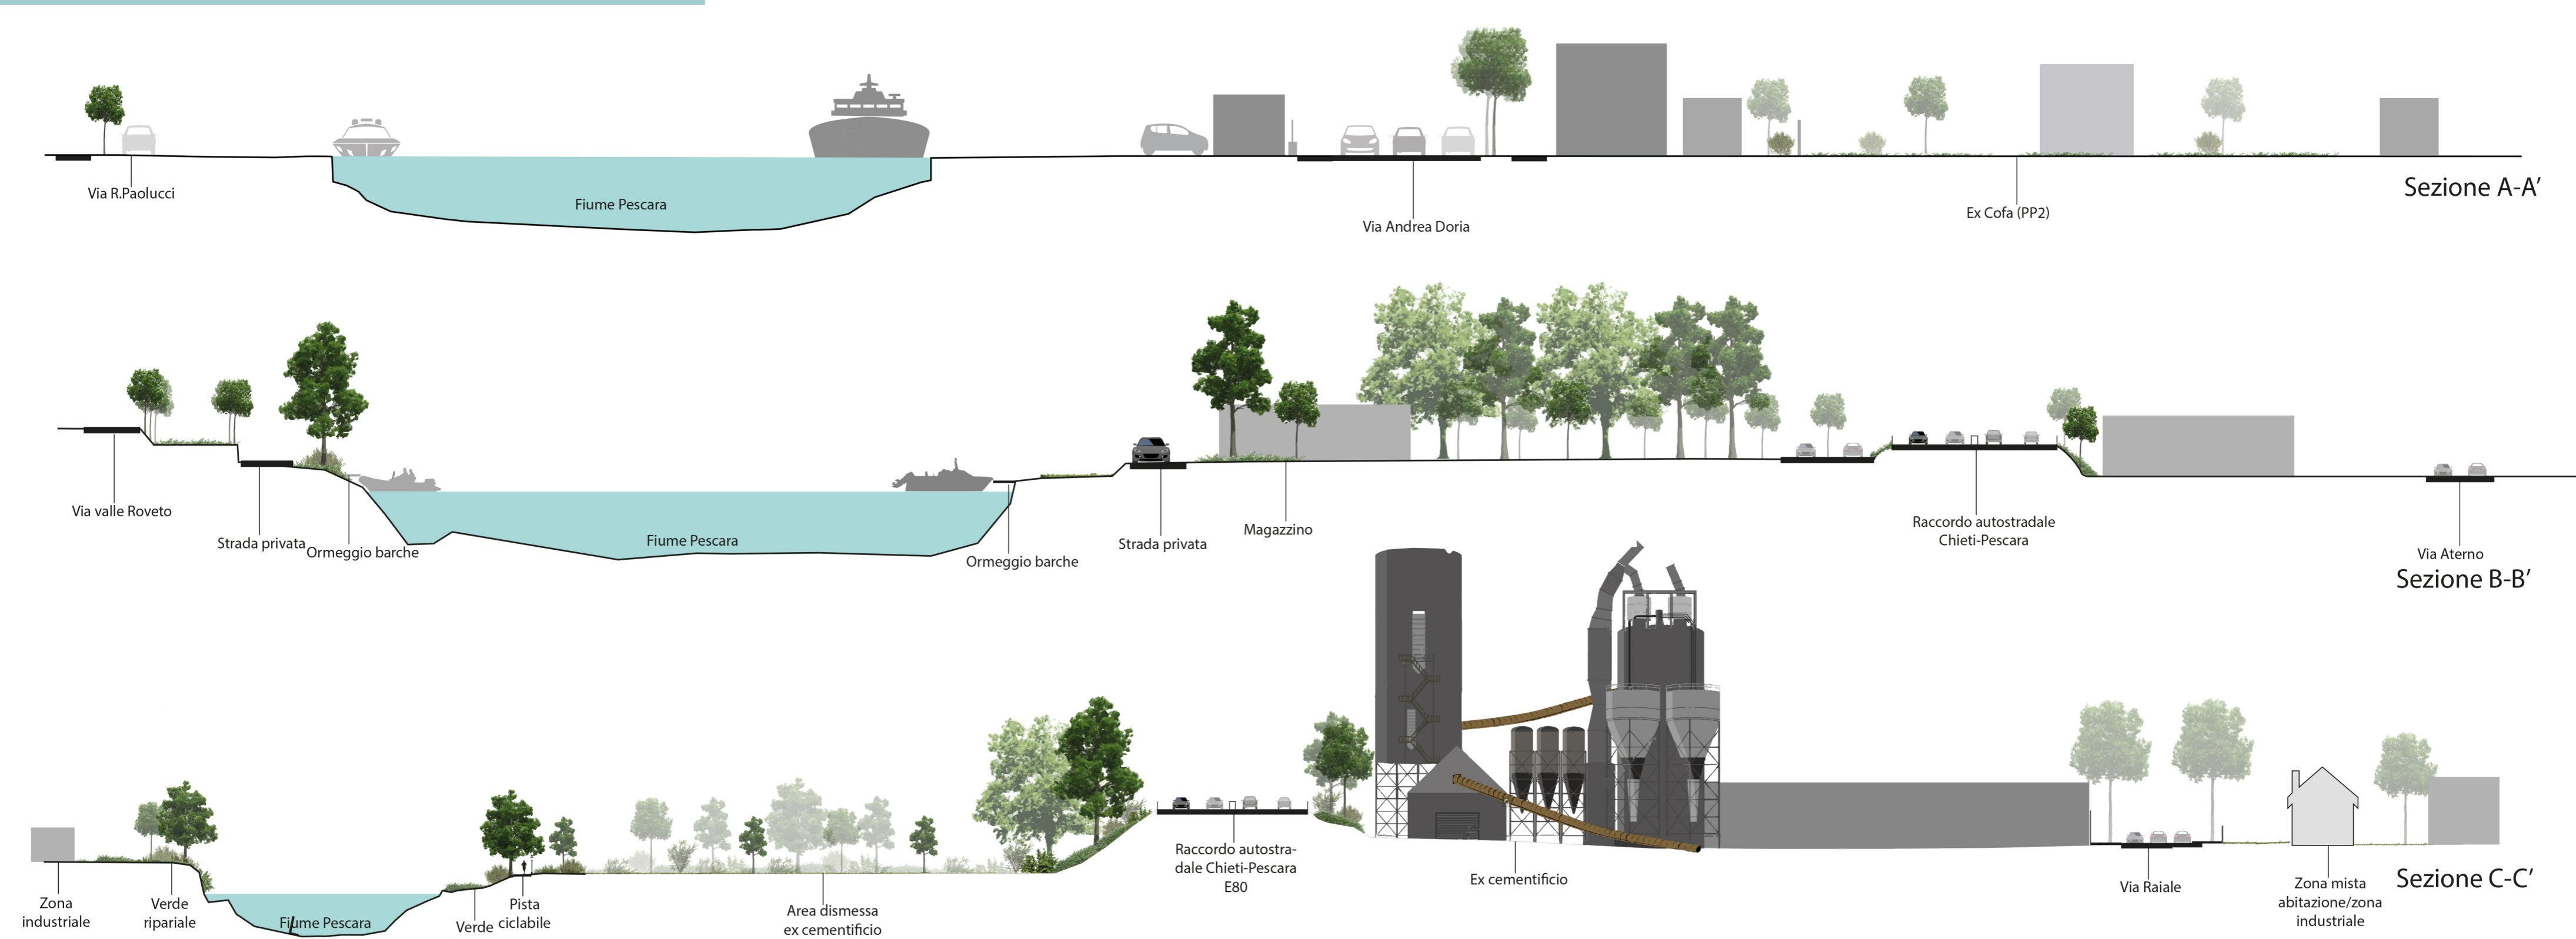 Via R.Paolucci
Fiume Pescara
Via Andrea Doria
Ex Cofa (PP2)
Sezione A-A’
Via valle Roveto
Strada privata
Ormeggio barche
Fiume Pescara
Ormeggio barche
Strada privata
Magazzino
Raccordo autostradale
Chieti-Pescara
Via Aterno
Sezione B-B’
Zona
industriale
Verde
ripariale
Fiume Pescara
Verde
Pista
ciclabile
Area dismessa
ex cementificio
Raccordo autostra-
dale Chieti-Pescara
E80
Ex cementificio
Via Raiale
Zona mista
abitazione/zona
industriale
Sezione C-C’